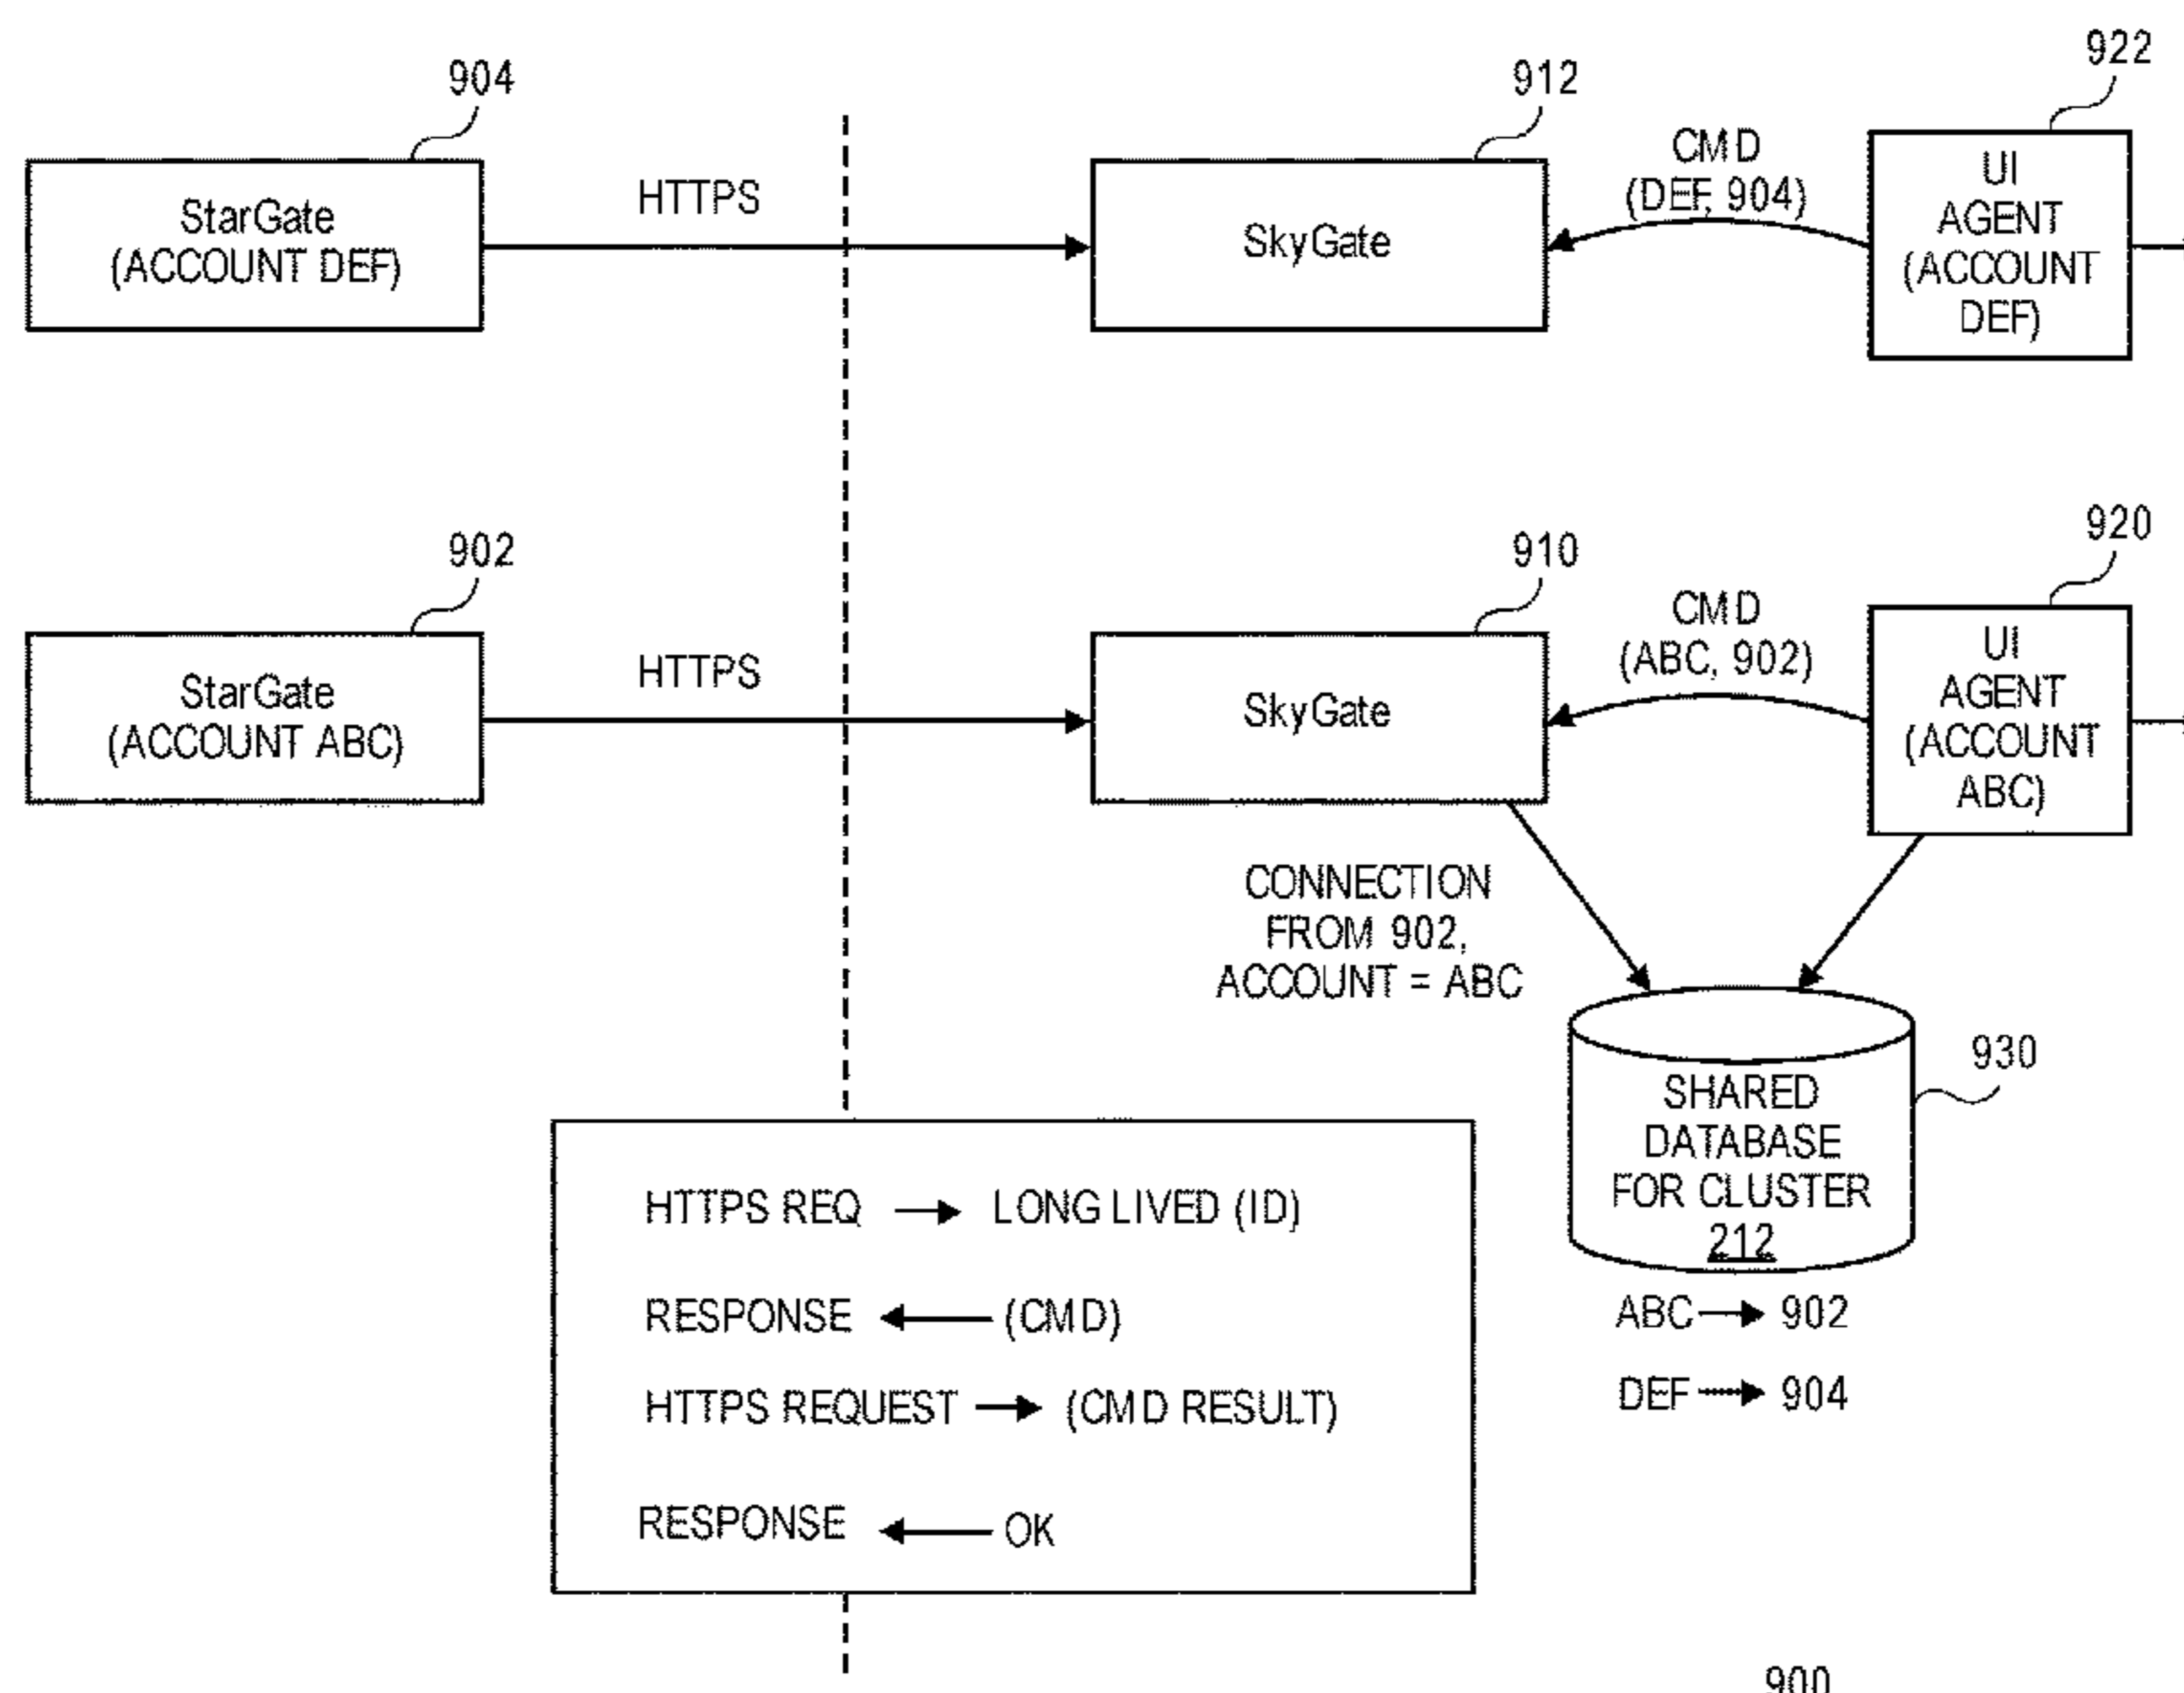 904
912
922
StarGate
(ACCOUNT DEF)
HTTPS
SkyGate
CMD
(DEF, 904)
UI
AGENT
(ACCOUNT
DEF)
902
910
920
StarGate
(ACCOUNT ABC)
HTTPS
SkyGate
CMD
(ABC, 902)
UI
AGENT
(ACCOUNT
ABC)
CONNECTION
FROM 902,
ACCOUNT = ABC
930
SHARED
DATABASE
FOR CLUSTER
212
ABC → 902
DEF → 904
HTTPS REQ → LONG LIVED (ID)
RESPONSE ← (CMD)
HTTPS REQUEST → (CMD RESULT)
RESPONSE ← OK
900